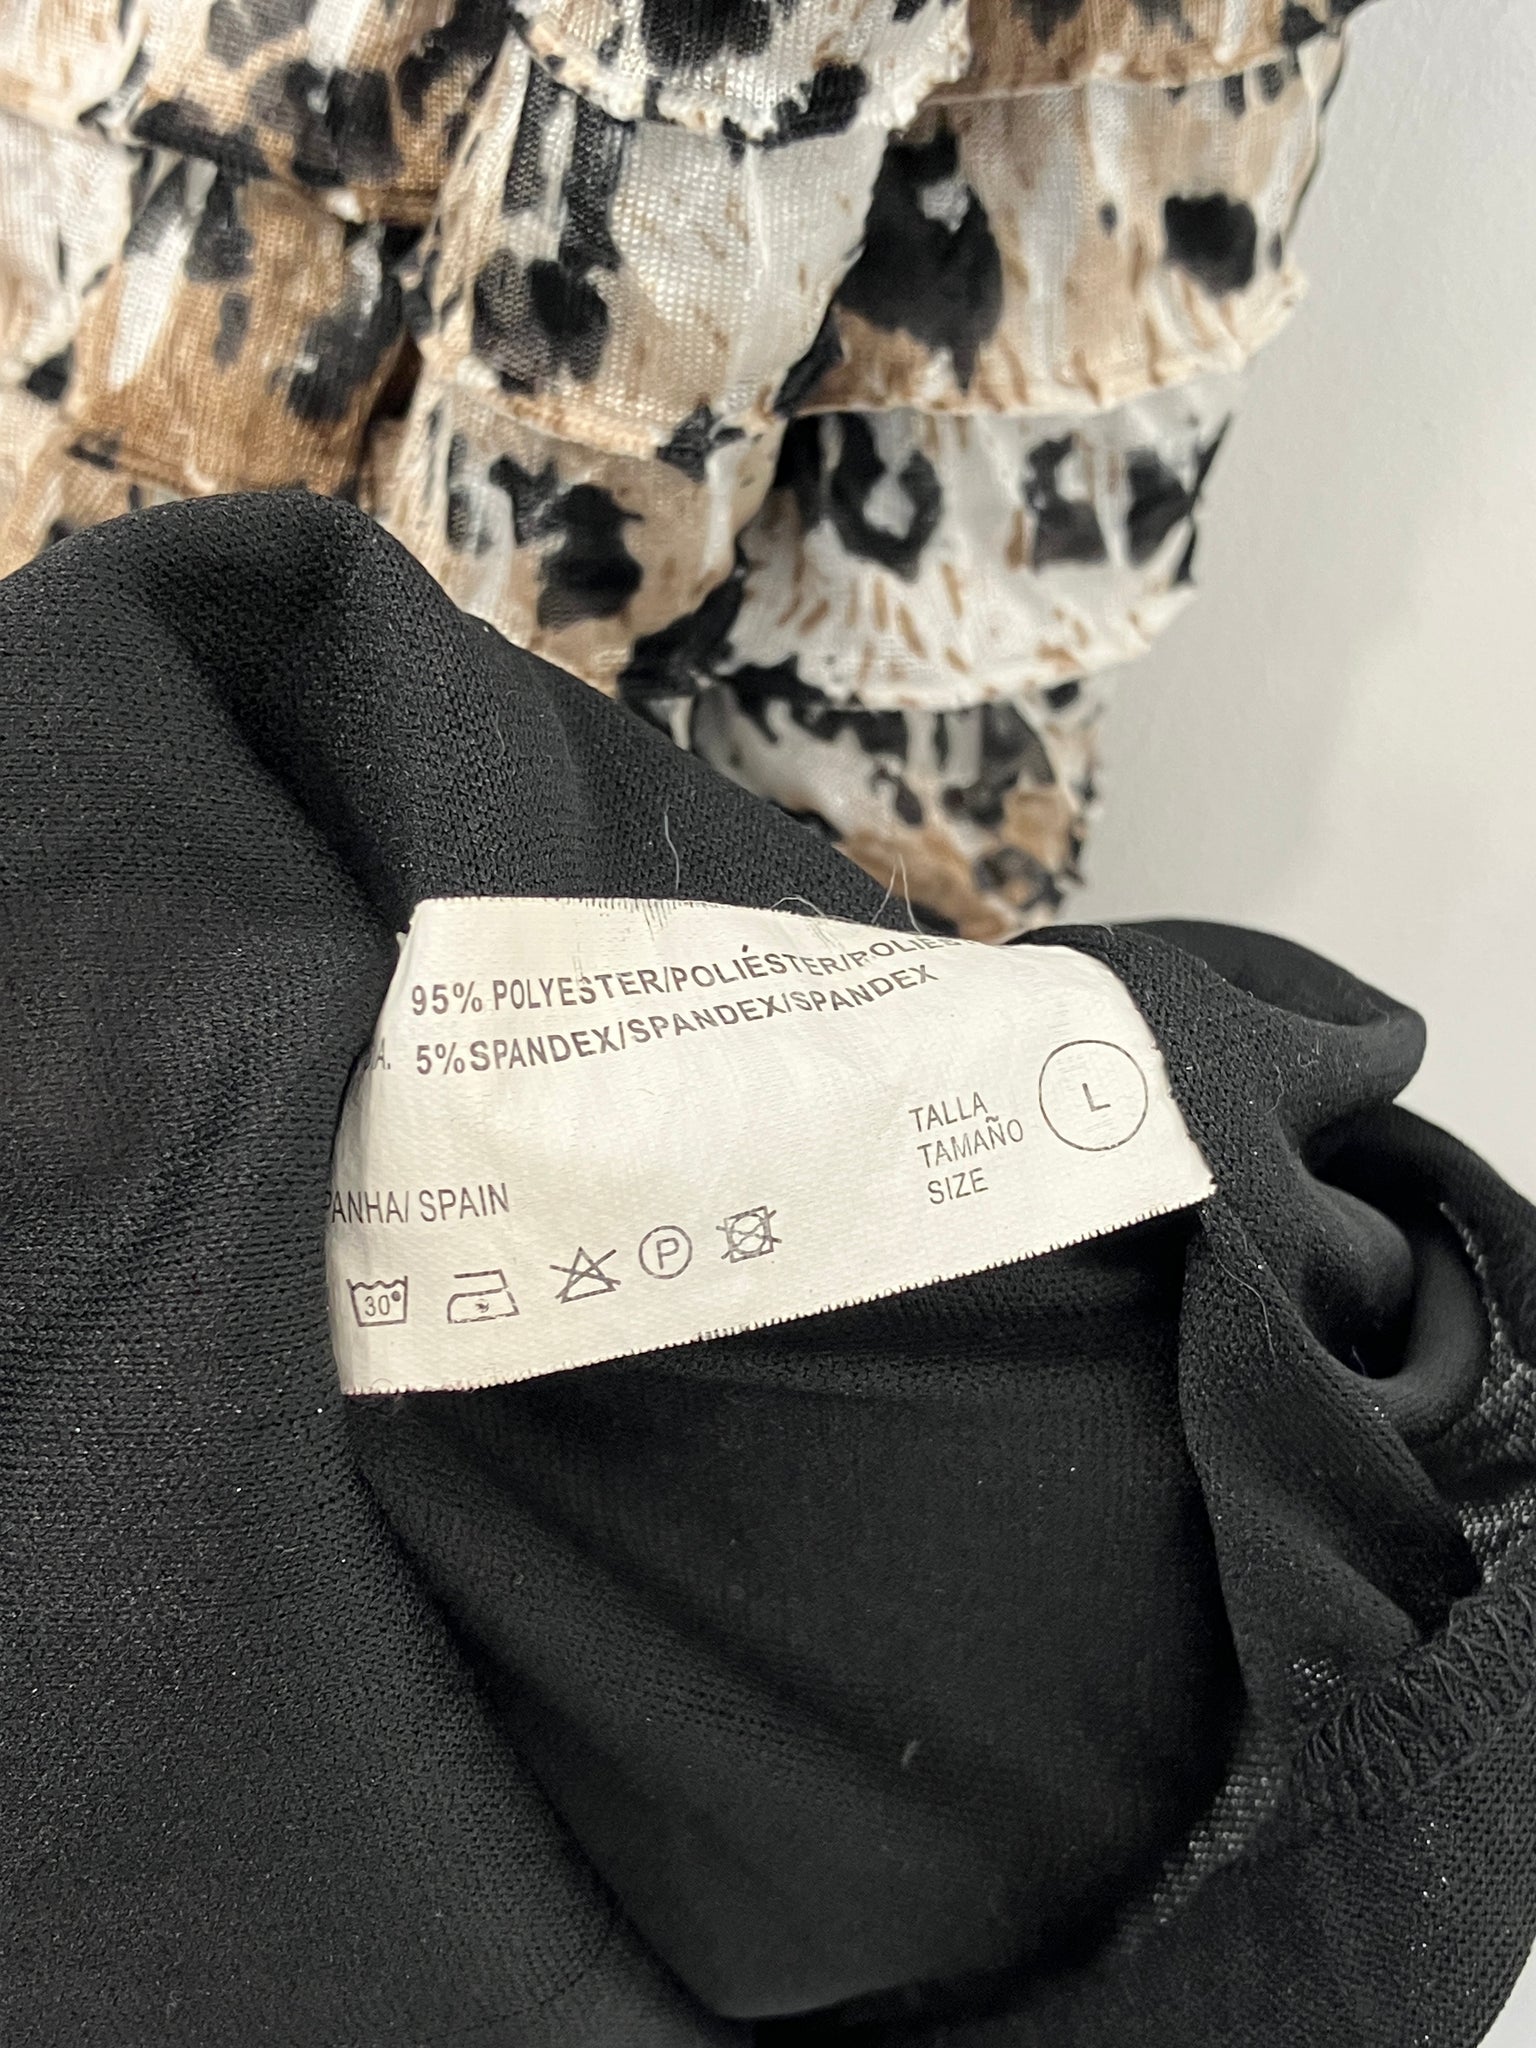 95% POLYESTER/POLIÉSTER/POLIÉS
A. 5% SPANDEX/SPANDEX/SPANDEX
TALLA
TAMAÑO
SIZE
L
PANHA/ SPAIN
30°
P